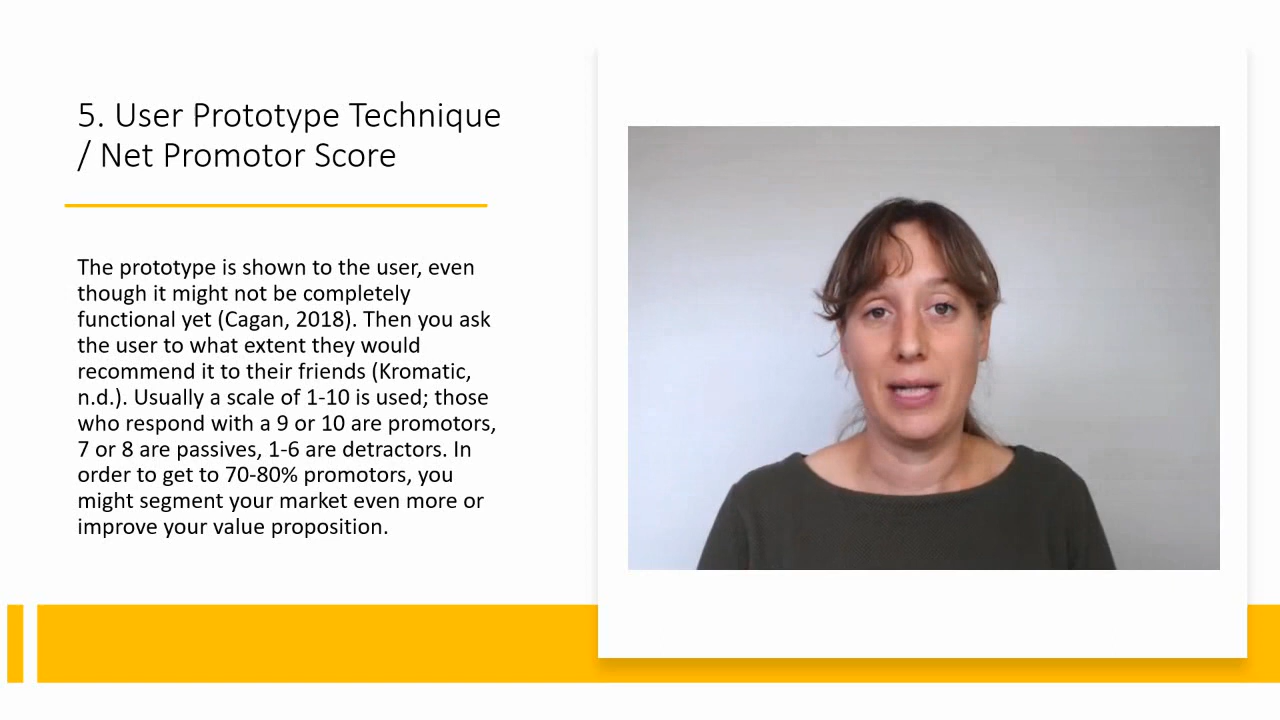 5. User Prototype Technique
/ Net Promotor Score
The prototype is shown to the user, even
though it might not be completely
functional yet (Cagan, 2018). Then you ask
the user to what extent they would
recommend it to their friends (Kromatic,
n.d.). Usually a scale of 1-10 is used; those
who respond with a 9 or 10 are promotors,
7 or 8 are passives, 1-6 are detractors. In
order to get to 70-80% promotors, you
might segment your market even more or
improve your value proposition.